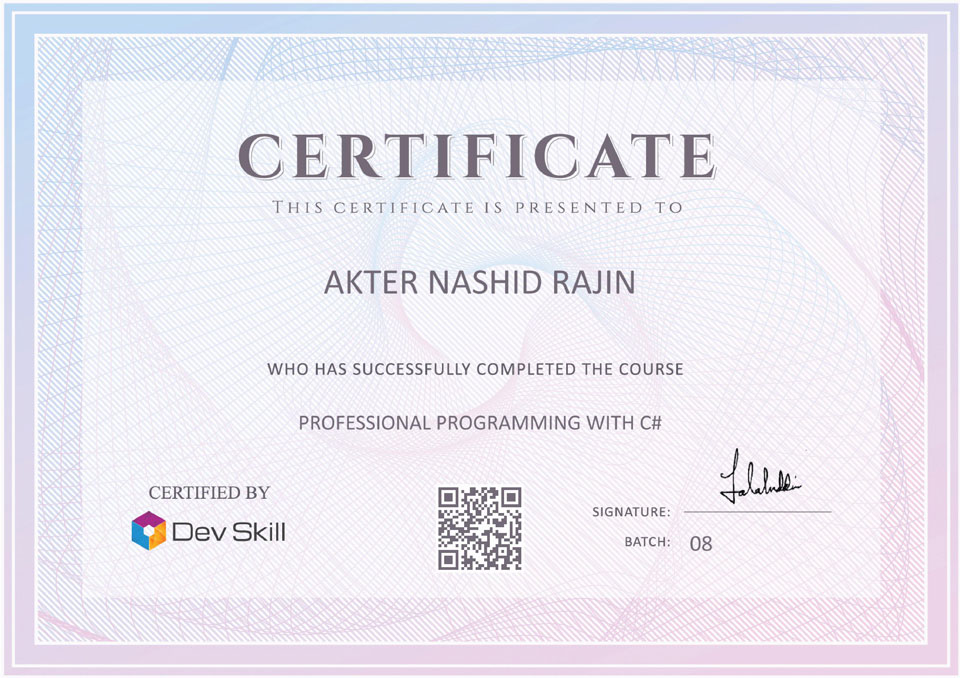 CERTIFICATE
THIS CERTIFICATE IS PRESENTED TO
AKTER NASHID RAJIN
WHO HAS SUCCESSFULLY COMPLETED THE COURSE
PROFESSIONAL PROGRAMMING WITH C#
CERTIFIED BY
Dev Skill
Jalaluddin
SIGNATURE:
BATCH: 08